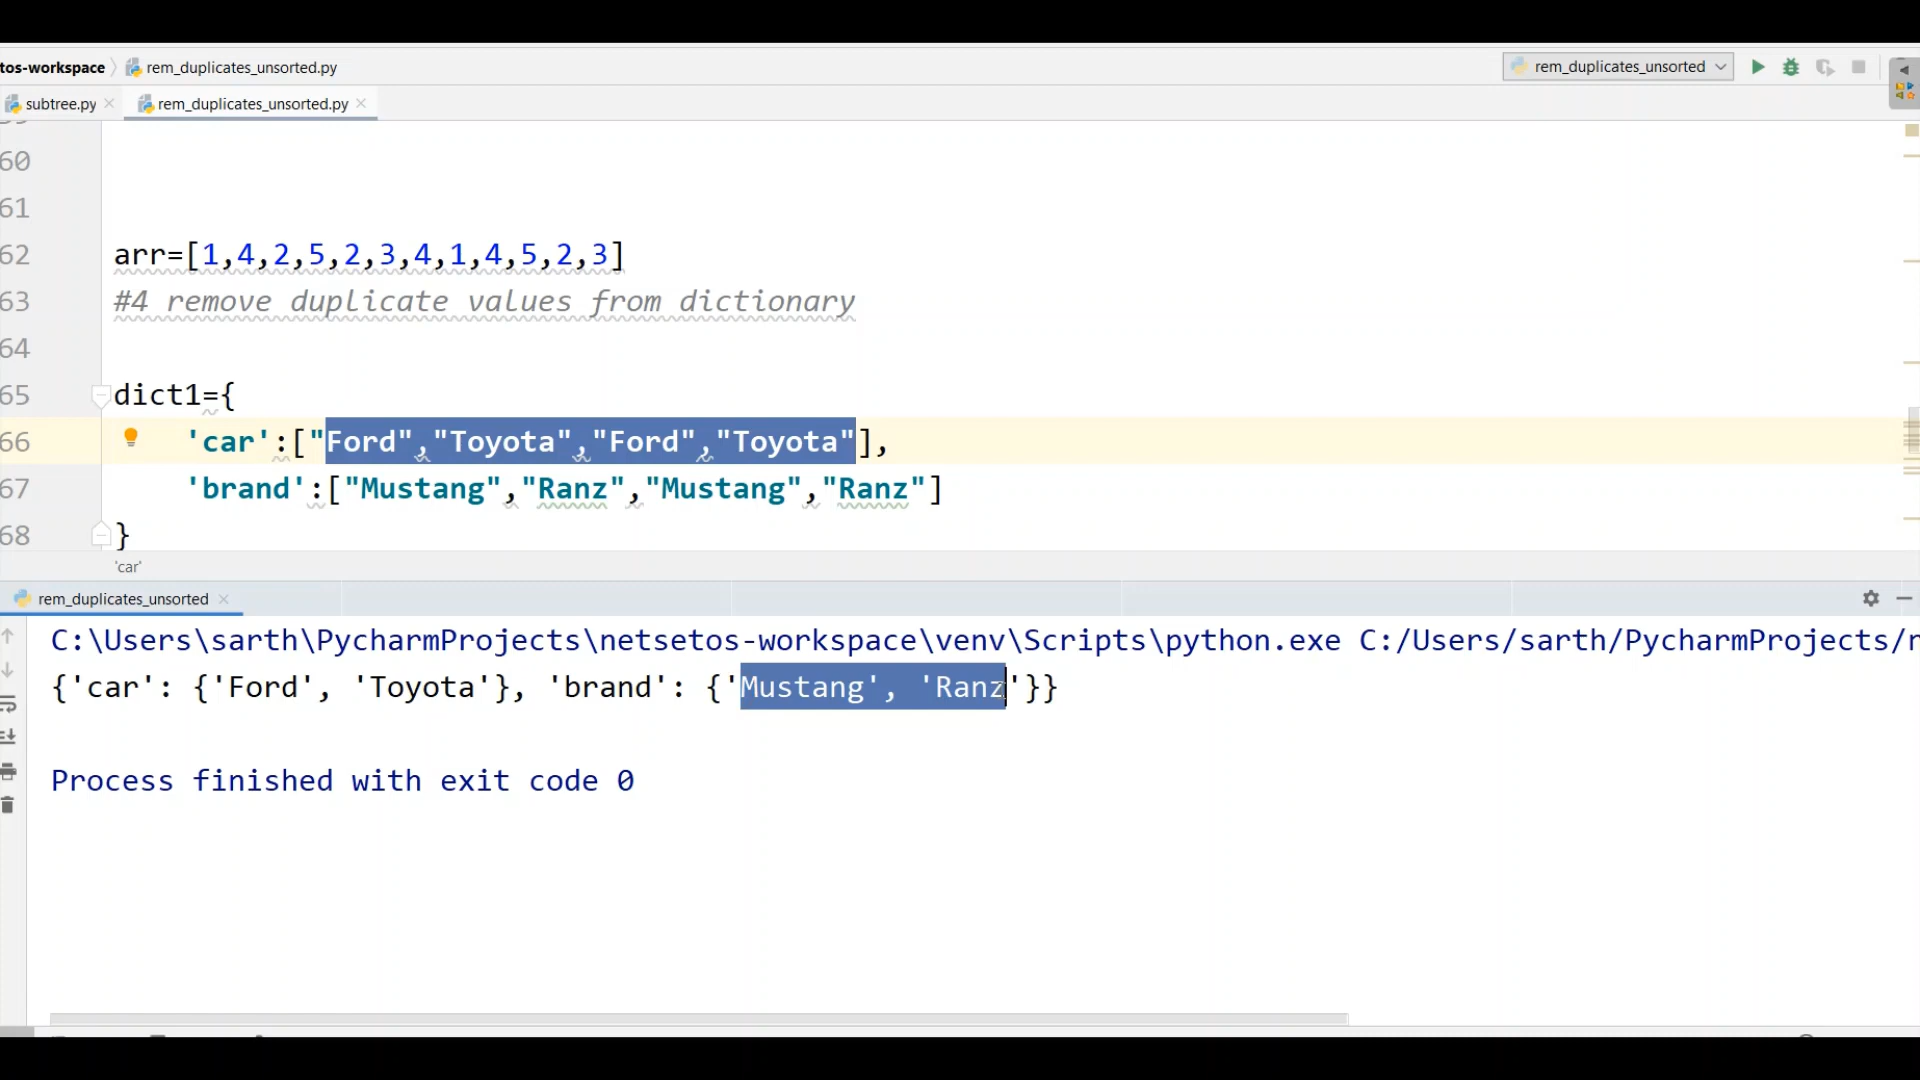 tos-workspace rem_duplicates_unsorted.py rem_duplicates_unsorted
subtree.py rem_duplicates_unsorted.py
60
61
62 arr=[1,4,2,5,2,3,4,1,4,5,2,3]
63 #4 remove duplicate values from dictionary
64
65 dict1={
66 'car':["Ford","Toyota","Ford","Toyota"],
67 'brand':["Mustang","Ranz","Mustang","Ranz"]
68 }
'car'
rem_duplicates_unsorted
C:\Users\sarth\PycharmProjects\netsetos-workspace\venv\Scripts\python.exe C:/Users/sarth/PycharmProjects/n
{'car': {'Ford', 'Toyota'}, 'brand': {'Mustang', 'Ranz'}}
Process finished with exit code 0